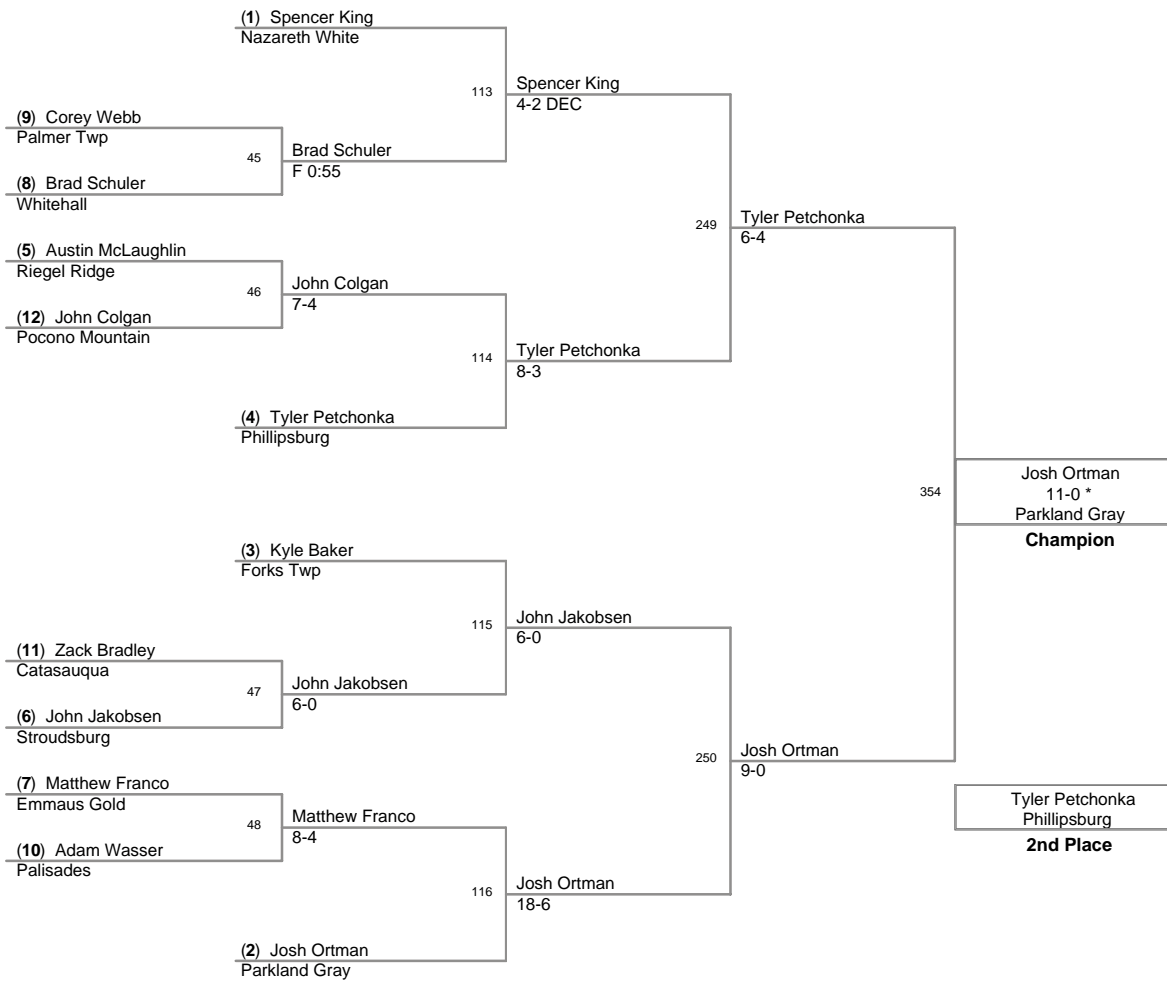 (1) Spencer King
Nazareth White
113
Spencer King
4-2 DEC
(9) Corey Webb
Palmer Twp
45
Brad Schuler
F 0:55
(8) Brad Schuler
Whitehall
249
Tyler Petchonka
6-4
(5) Austin McLaughlin
Riegel Ridge
46
John Colgan
7-4
(12) John Colgan
Pocono Mountain
114
Tyler Petchonka
8-3
(4) Tyler Petchonka
Phillipsburg
354
Josh Ortman
11-0 *
Parkland Gray
Champion
(3) Kyle Baker
Forks Twp
115
John Jakobsen
6-0
(11) Zack Bradley
Catasauqua
47
John Jakobsen
6-0
(6) John Jakobsen
Stroudsburg
250
Josh Ortman
9-0
(7) Matthew Franco
Emmaus Gold
48
Matthew Franco
8-4
(10) Adam Wasser
Palisades
116
Josh Ortman
18-6
(2) Josh Ortman
Parkland Gray
Tyler Petchonka
Phillipsburg
2nd Place